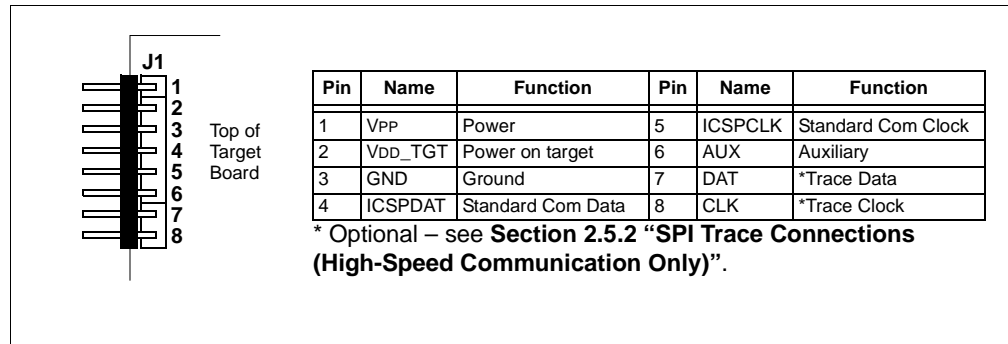 J1
1
2
3
4
5
6
7
8
Top of
Target
Board
Pin Name Function Pin Name Function
1 VPP Power 5 ICSPCLK Standard Com Clock
2 VDD_TGT Power on target 6 AUX Auxiliary
3 GND Ground 7 DAT *Trace Data
4 ICSPDAT Standard Com Data 8 CLK *Trace Clock
* Optional – see Section 2.5.2 “SPI Trace Connections
(High-Speed Communication Only)”.